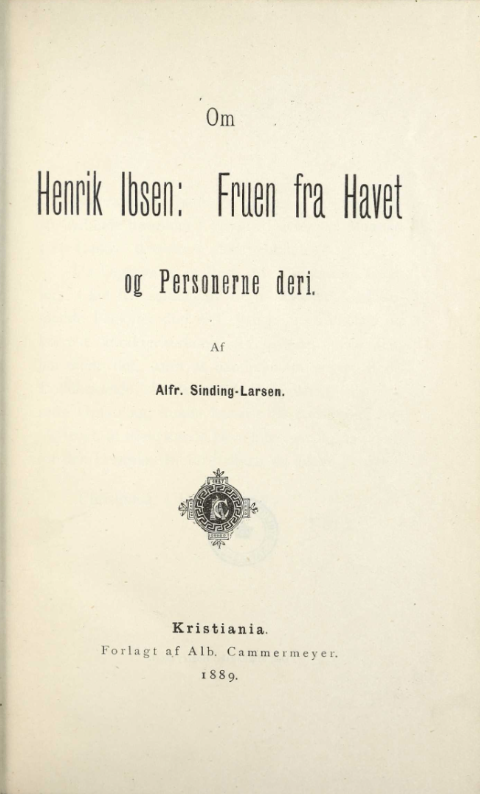 Om
Henrik Ibsen: Fruen fra Havet
og Personerne deri.
Af
Alfr. Sinding-Larsen.
Kristiania.
Forlagt af Alb. Cammermeyer.
1889.